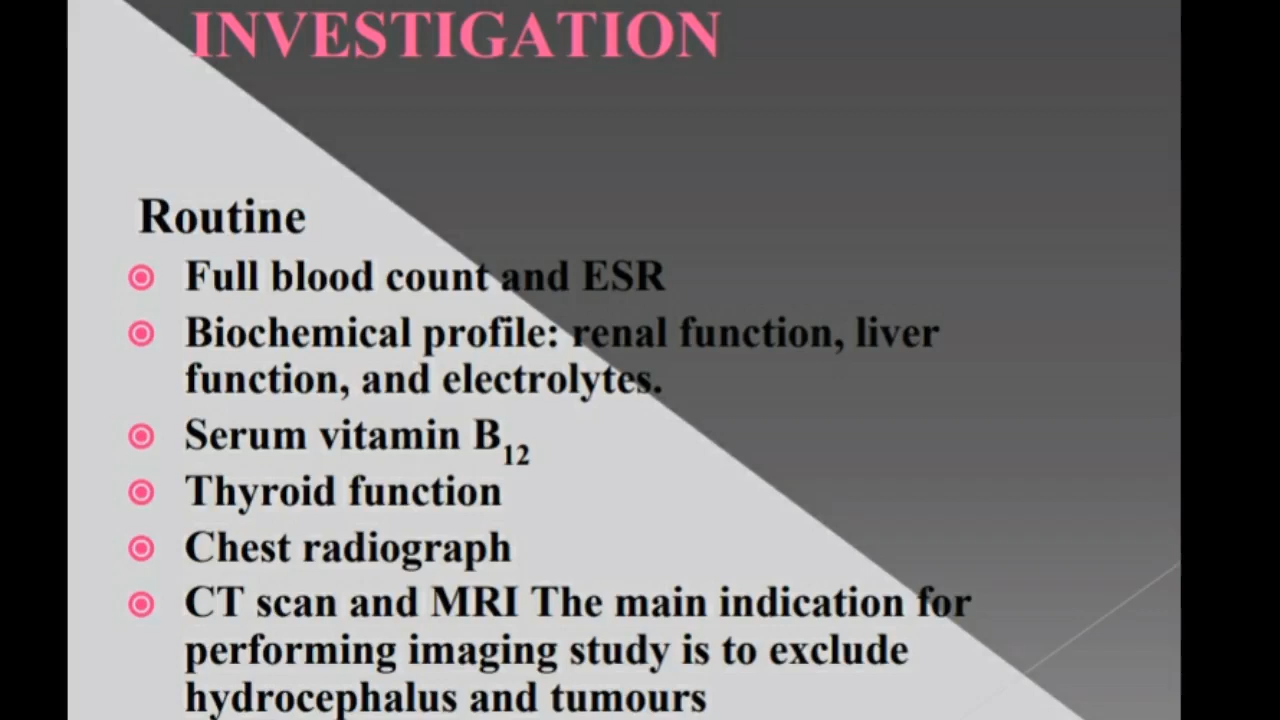 INVESTIGATION
Routine
Full blood count and ESR
Biochemical profile: renal function, liver
function, and electrolytes.
Serum vitamin B12
Thyroid function
Chest radiograph
CT scan and MRI The main indication for
performing imaging study is to exclude
hydrocephalus and tumours